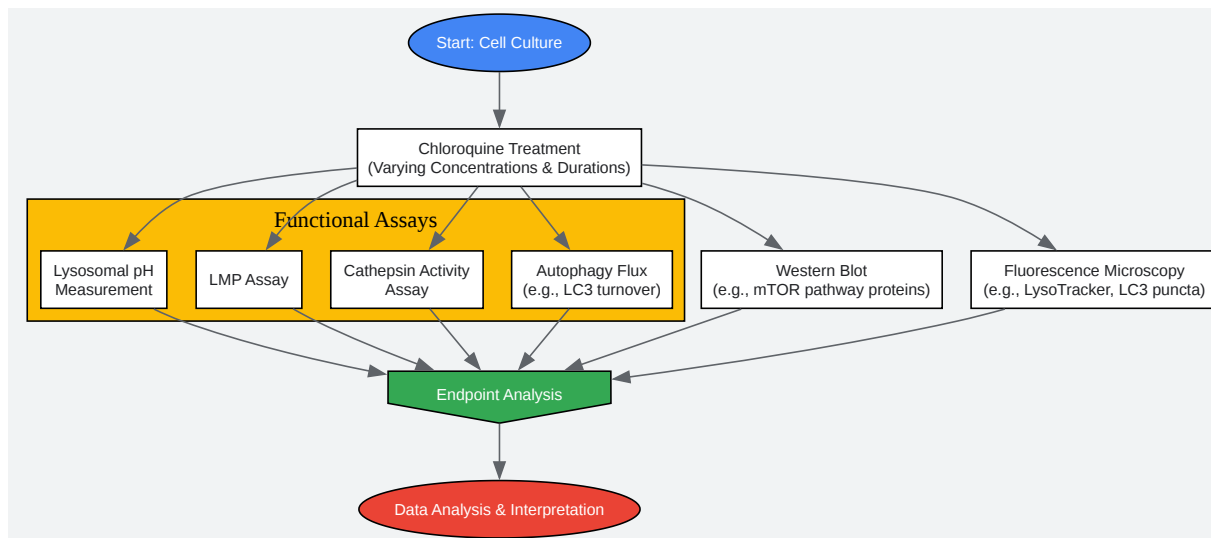 Start: Cell Culture
Chloroquine Treatment
(Varying Concentrations & Durations)
Functional Assays
Lysosomal pH
Measurement
LMP Assay
Cathepsin Activity
Assay
Autophagy Flux
(e.g., LC3 turnover)
Western Blot
(e.g., mTOR pathway proteins)
Fluorescence Microscopy
(e.g., LysoTracker, LC3 puncta)
Endpoint Analysis
Data Analysis & Interpretation